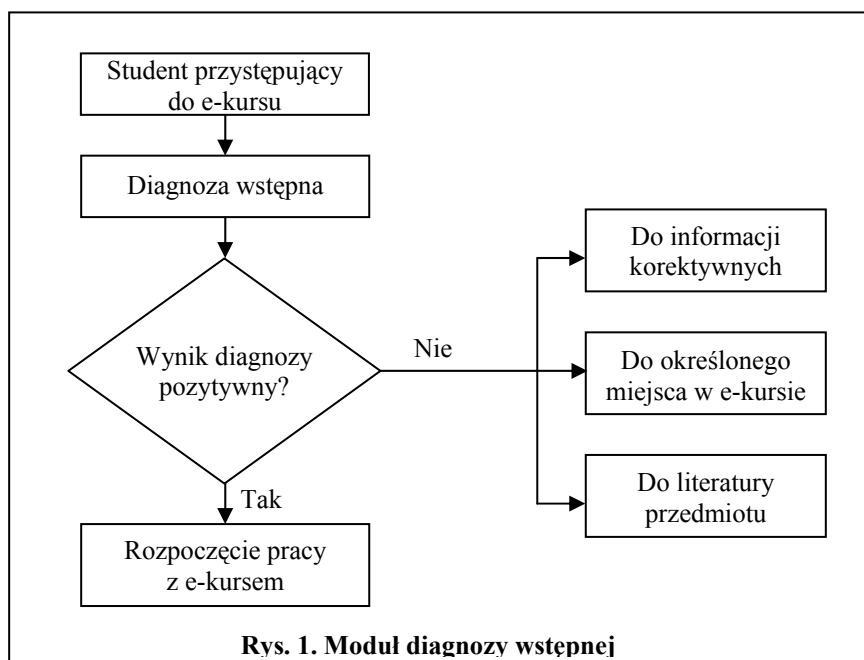 Student przystępujący
do e-kursu
Diagnoza wstępna
Wynik diagnozy
pozytywny?
Nie
Do informacji
korektywnych
Do określonego
miejsca w e-kursie
Do literatury
przedmiotu
Tak
Rozpoczęcie pracy
z e-kursem
Rys. 1. Moduł diagnozy wstępnej